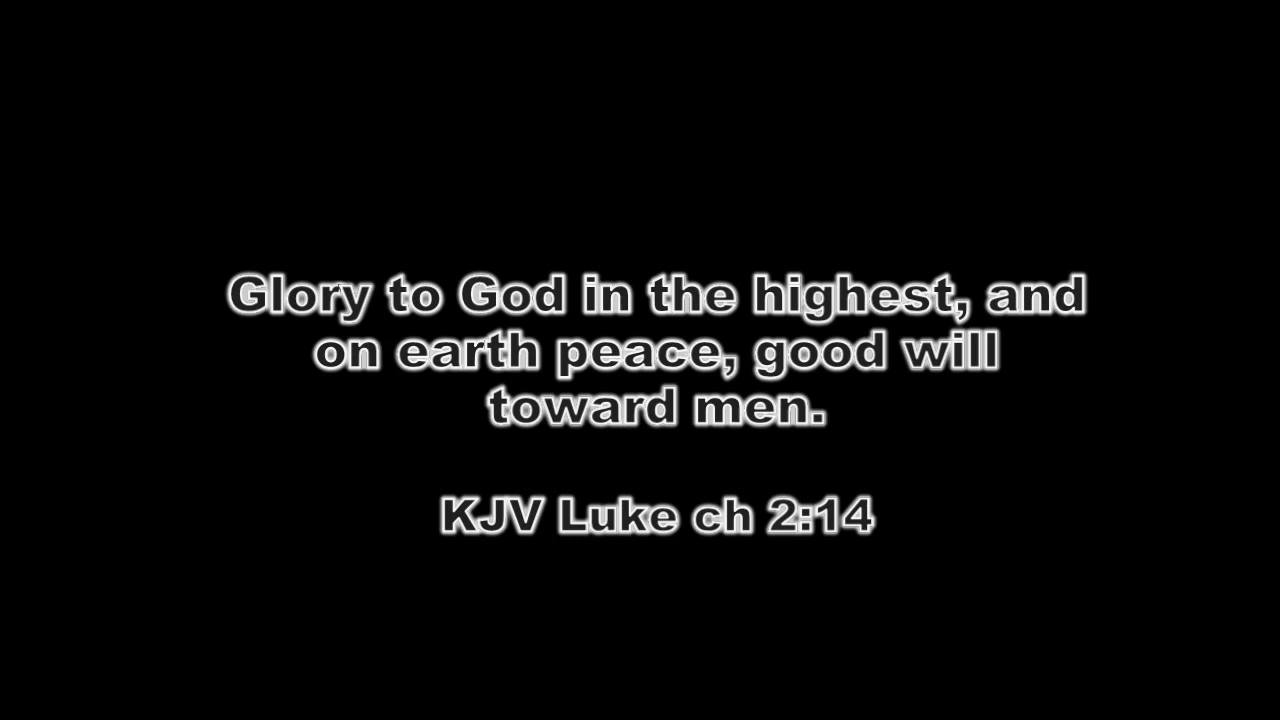 Glory to God in the highest, and
on earth peace, good will
toward men.
KJV Luke ch 2:14